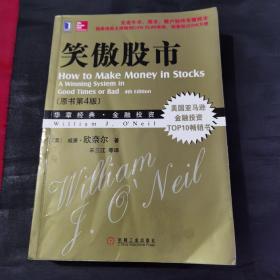 笑傲股市
How to Make Money in Stocks
A Winning System in
Good Times or Bad 4th Edition
（原书第4版）
华章经典·金融投资
William J. O'Neil
威廉·欧奈尔 著
等译
美国亚马逊
金融投资
TOP10畅销书
William
J. O'Neil
机械工业出版社